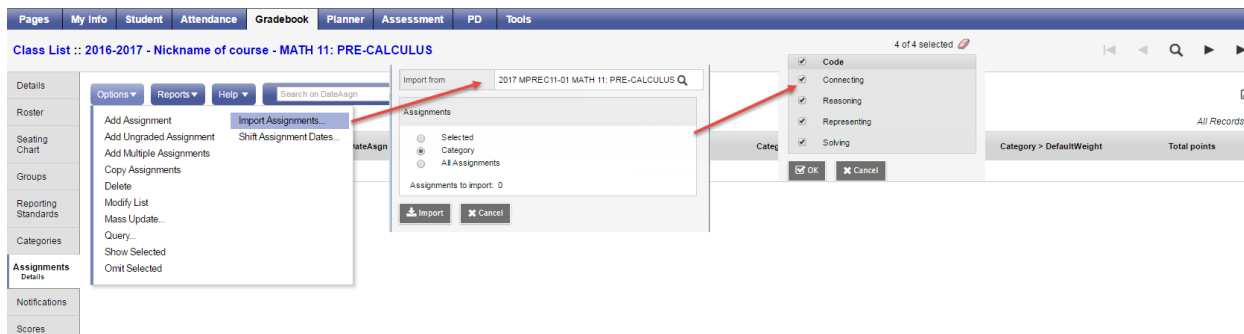 Pages My Info Student Attendance Gradebook Planner Assessment PD Tools
Class List :: 2016-2017 - Nickname of course - MATH 11: PRE-CALCULUS
Details
Roster
Seating
Chart
Groups
Reporting
Standards
Categories
Assignments
Details
Notifications
Scores
Options Reports Help Search on DateAsgn
Add Assignment
Add Ungraded Assignment
Add Multiple Assignments
Copy Assignments
Delete
Modify List
Mass Update...
Query...
Show Selected
Omit Selected
Import Assignments...
Shift Assignment Dates...
Import from 2017 MPREC11-01 MATH 11: PRE-CALCULUS
Assignments
Selected
Category
All Assignments
Assignments to import: 0
Import Cancel
4 of 4 selected
Code
Connecting
Reasoning
Representing
Solving
OK Cancel
All Records
DateAsgn Categ Category > DefaultWeight Total points